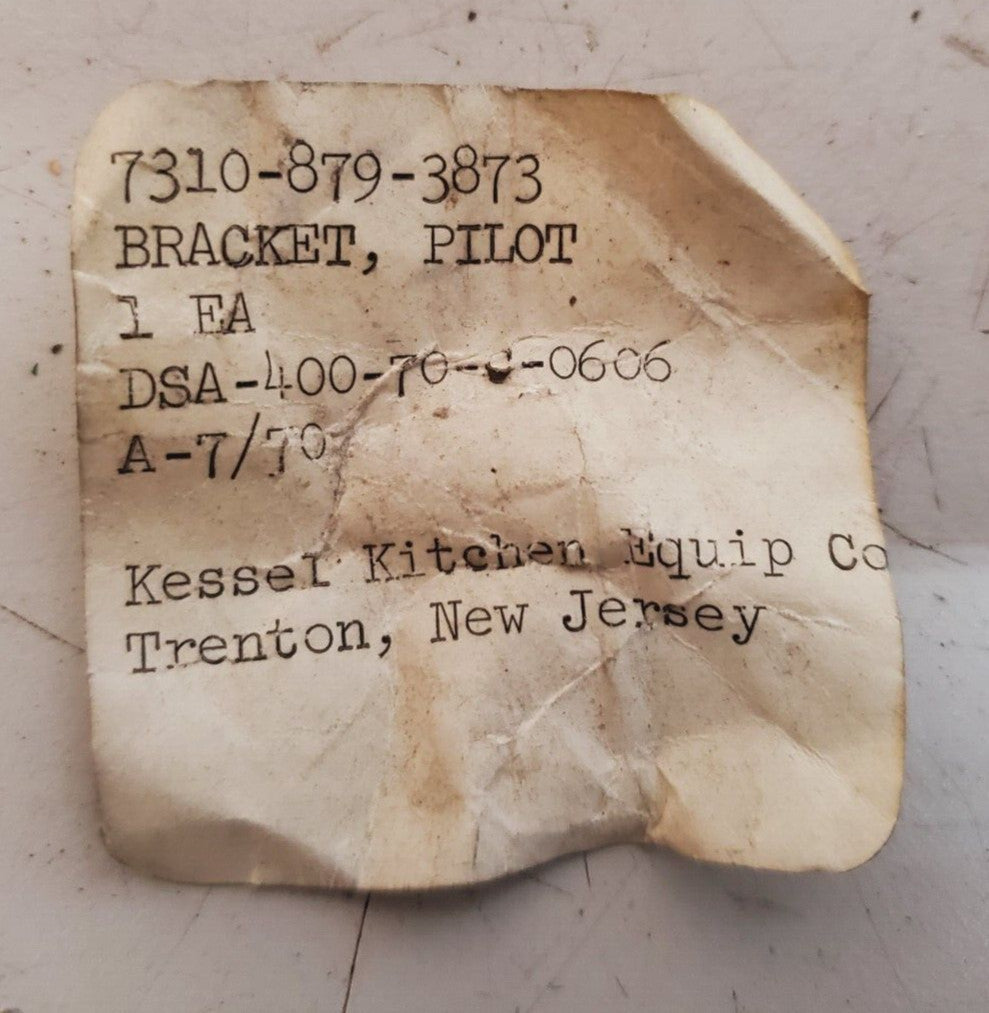 7310-879-3873
BRACKET, PILOT
1 EA
DSA-400-70-C-0606
A-7/70
Kessel Kitchen Equip Co
Trenton, New Jersey